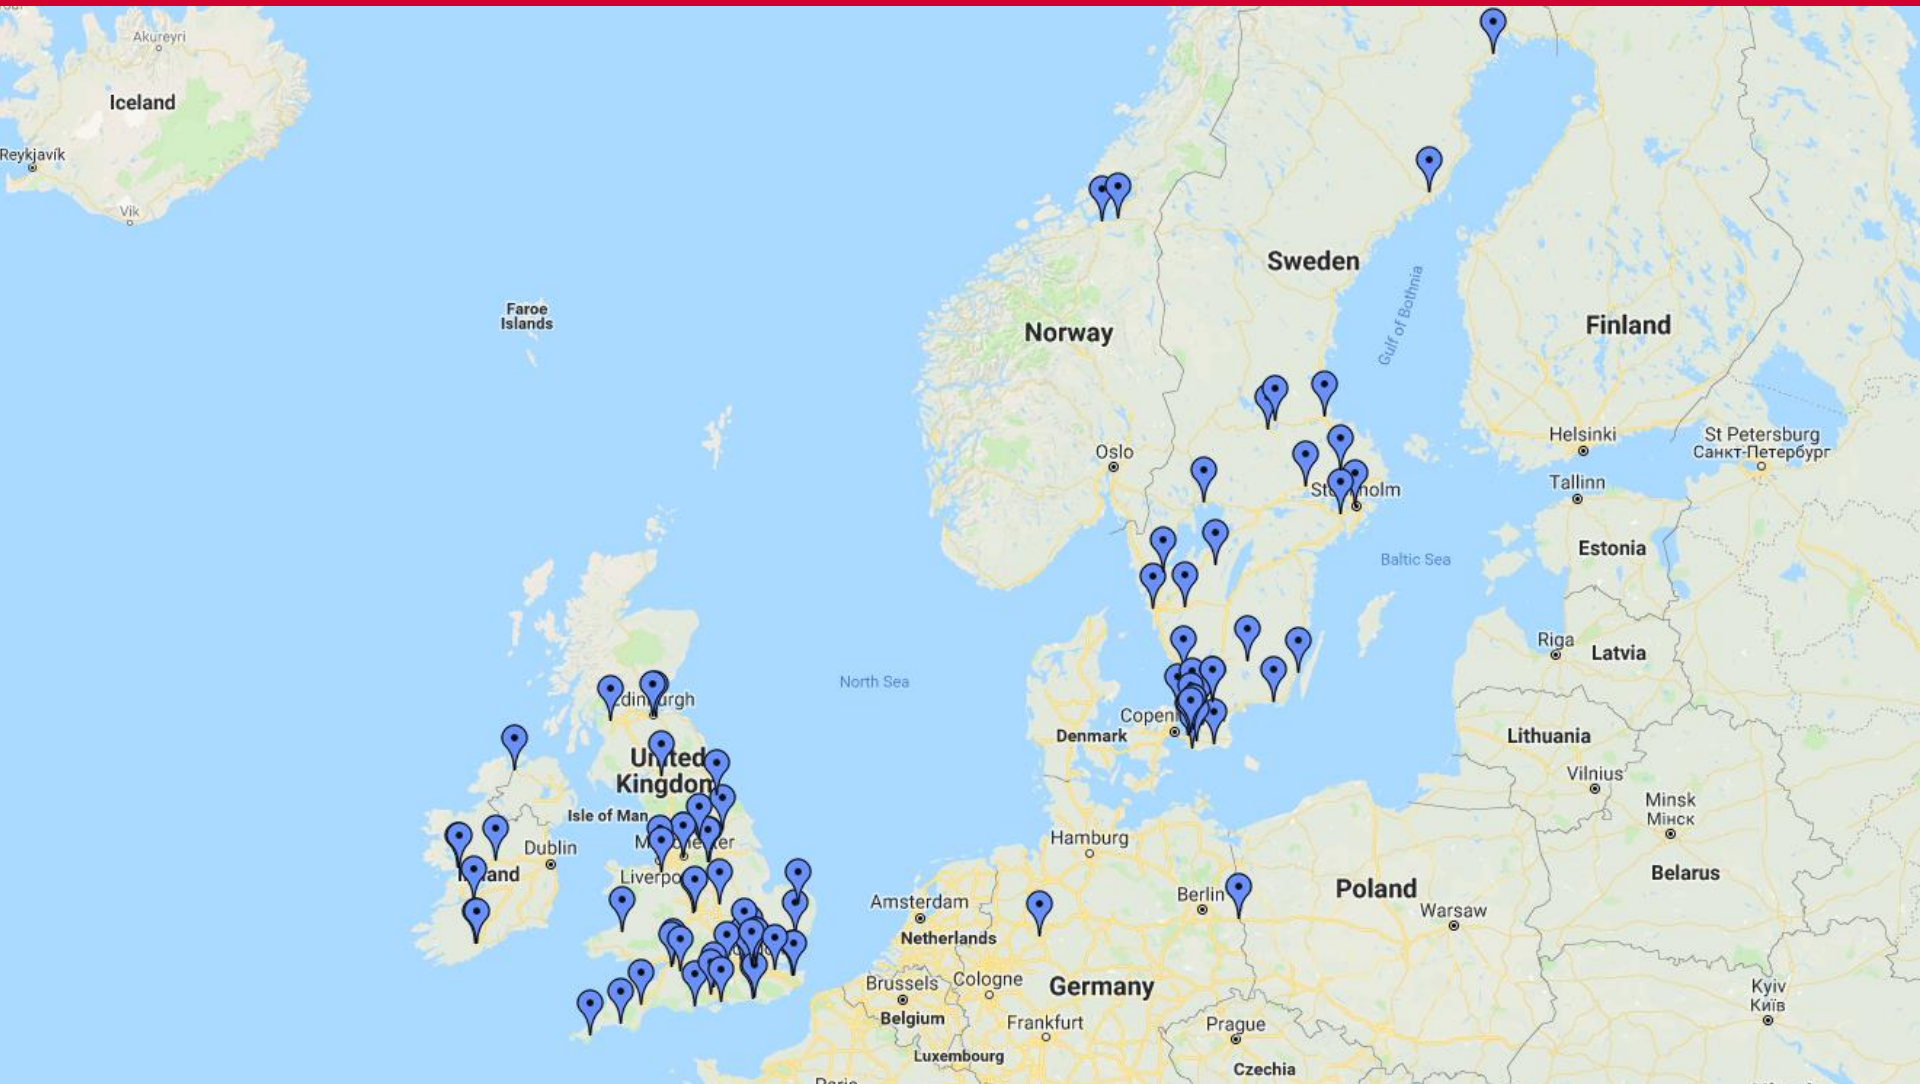 Akureyri
Iceland
Reykjavík
Vik
Faroe
Islands
Sweden
Gulf of Bothnia
Norway
Finland
Helsinki
St Petersburg
Санкт-Петербург
Oslo
Tallinn
Estonia
Baltic Sea
Riga
Latvia
North Sea
Denmark
Lithuania
Vilnius
Minsk
Мінск
Belarus
United
Kingdom
Isle of Man
Dublin
Hamburg
Amsterdam
Netherlands
Berlin
Poland
Warsaw
Brussels
Cologne
Germany
Belgium
Frankfurt
Luxembourg
Prague
Czechia
Kyiv
Київ